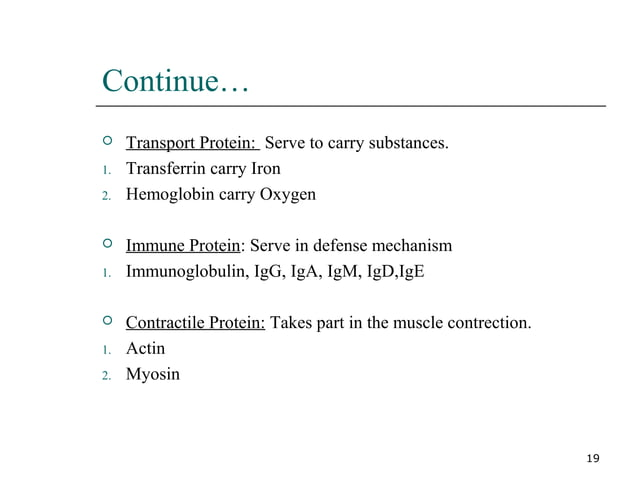 Continue…
Transport Protein:  Serve to carry substances.
1. Transferrin carry Iron
2. Hemoglobin carry Oxygen
Immune Protein: Serve in defense mechanism
1. Immunoglobulin, IgG, IgA, IgM, IgD,IgE
Contractile Protein: Takes part in the muscle contrection.
1. Actin
2. Myosin
19